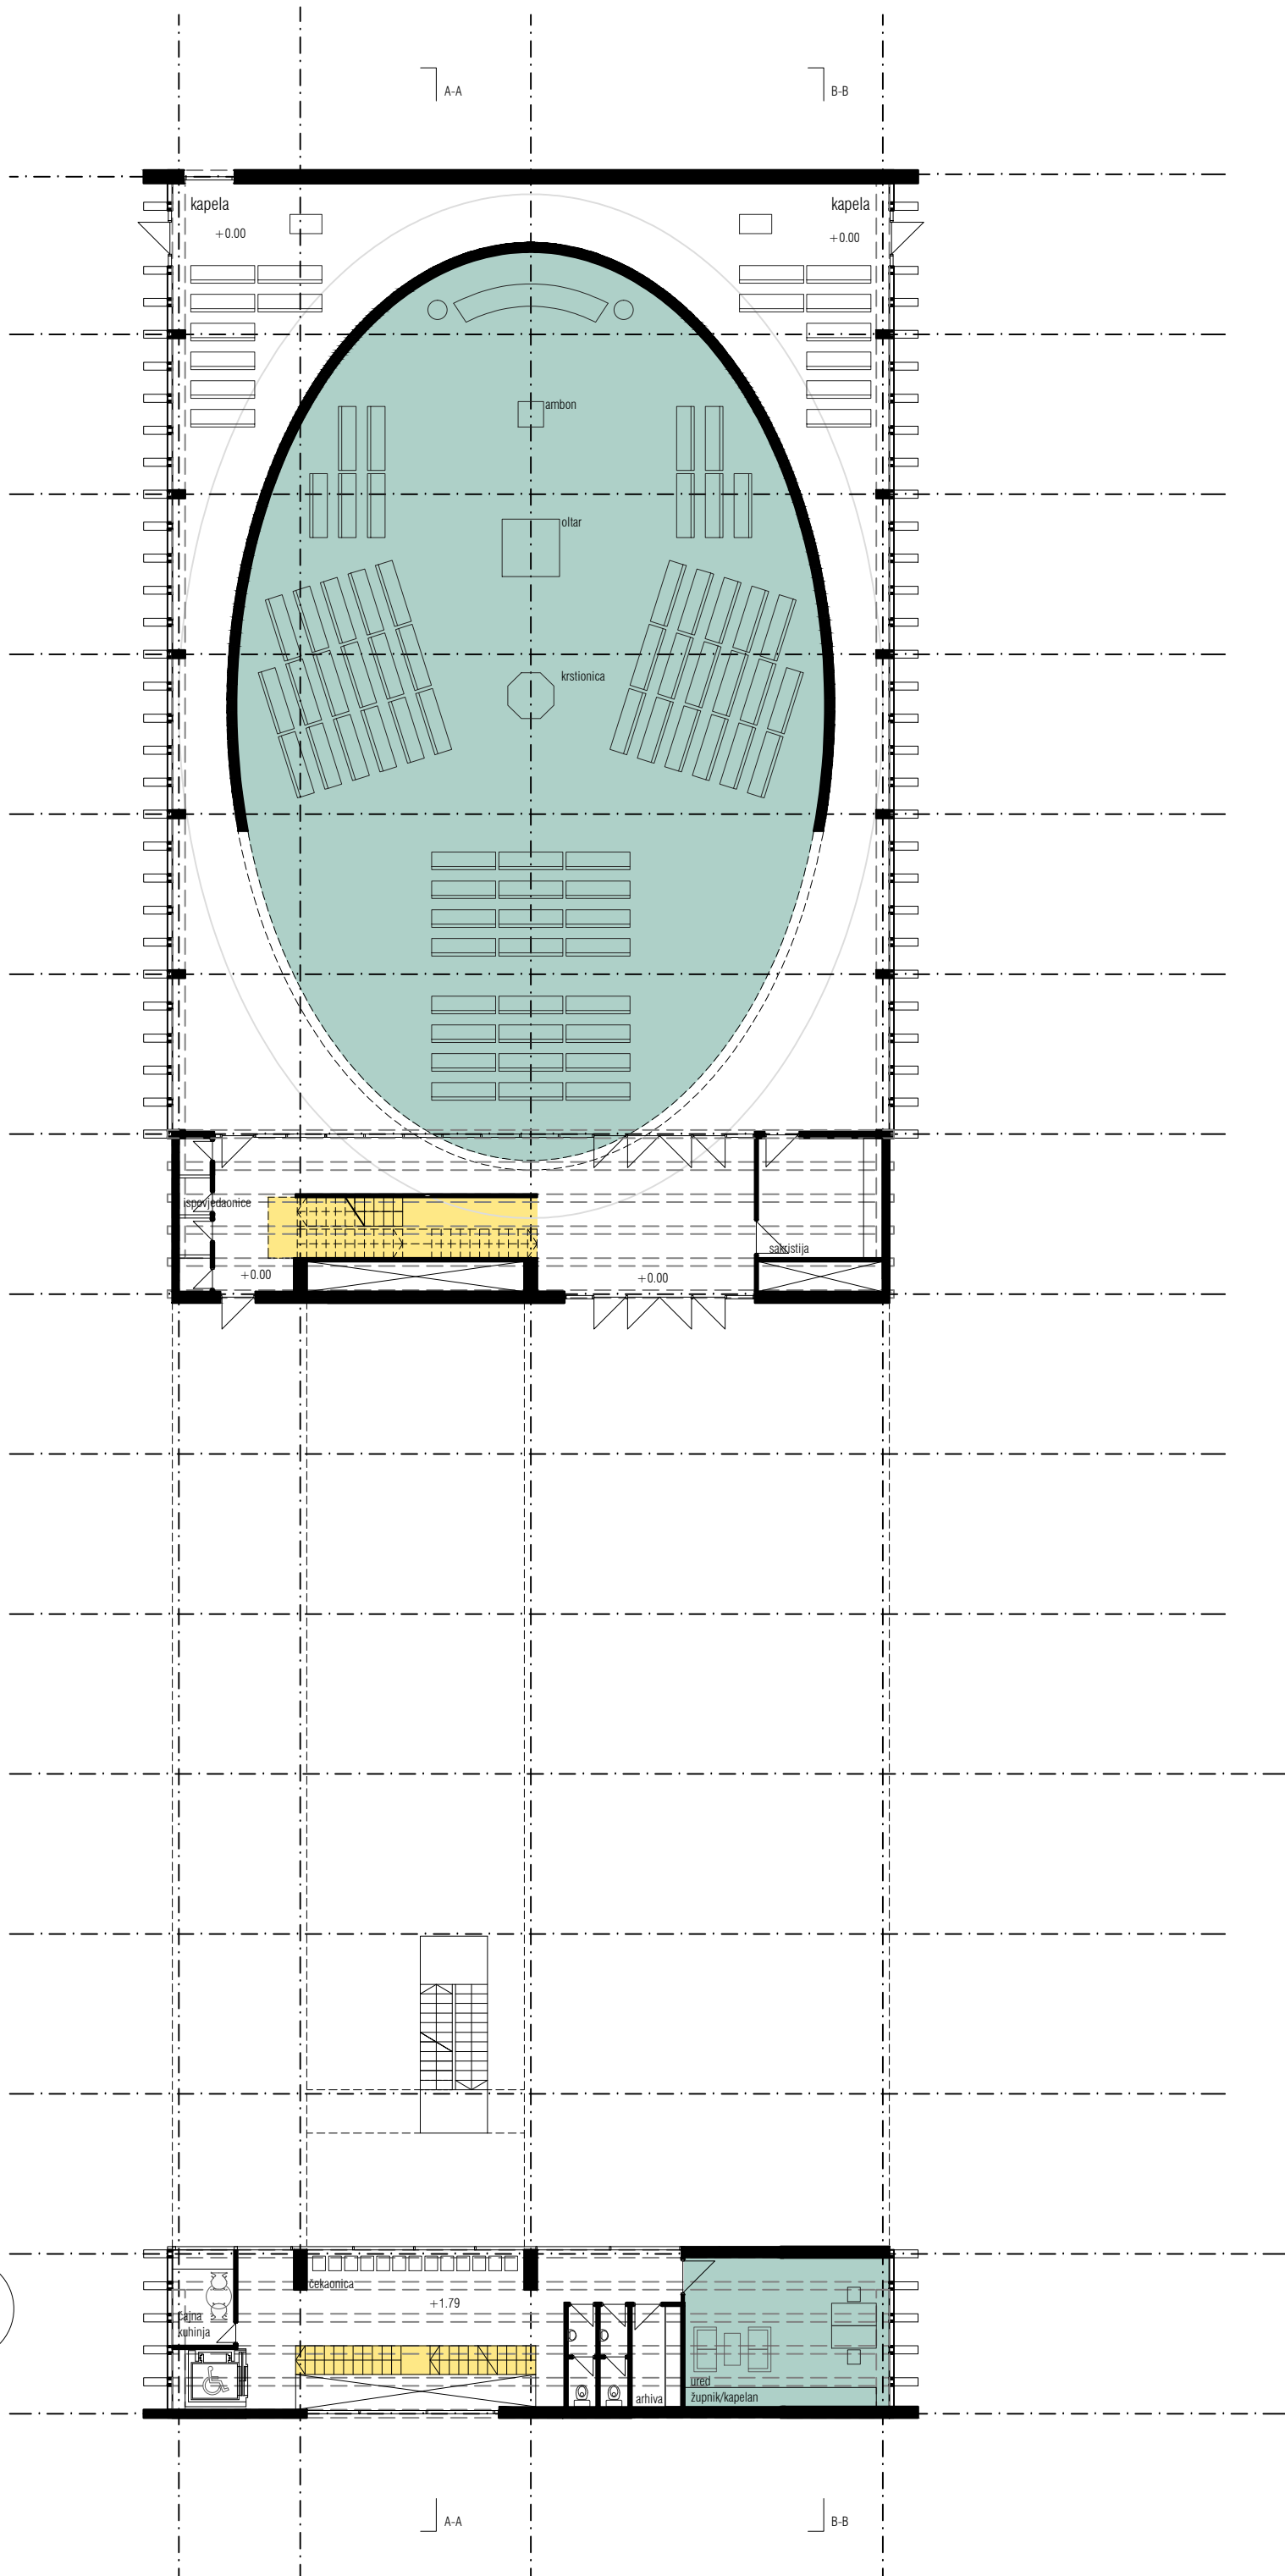 A-A
B-B
kapela
kapela
+0.00
+0.00
ambon
oltar
krstionica
ispovjedaonice
sakristija
+0.00
+0.00
čekaonica
+1.79
čajna
kuhinja
ured
arhiva
župnik/kapelan
A-A
B-B